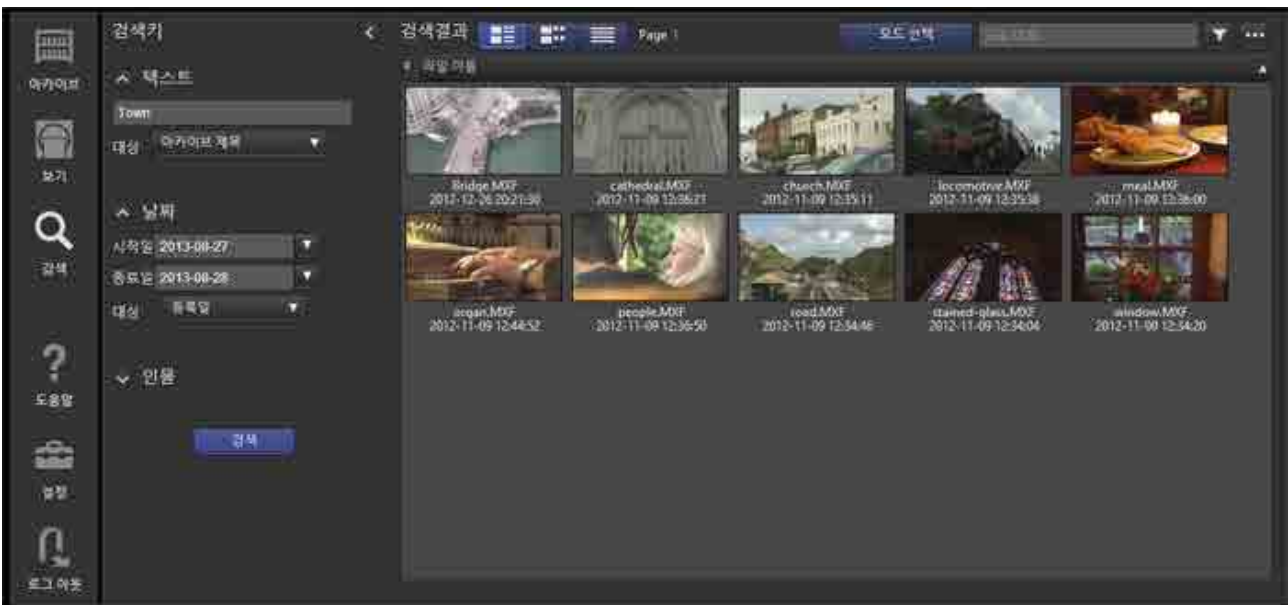 아카이브
보기
검색
도움말
설정
로그 아웃
검색키
텍스트
Town
대상 아카이브 제목
날짜
시작일 2013-08-27
종료일 2013-08-28
대상 등록일
인물
검색
검색결과 Page 1 모드 선택
# 파일 이름
Bridge.MXF
2012-12-26 20:21:30
cathedral.MXF
2012-11-09 12:36:21
church.MXF
2012-11-09 12:35:11
locomotive.MXF
2012-11-09 12:35:38
meal.MXF
2012-11-09 12:36:00
organ.MXF
2012-11-09 12:44:52
people.MXF
2012-11-09 12:36:50
road.MXF
2012-11-09 12:34:46
stained-glass.MXF
2012-11-09 12:34:04
window.MXF
2012-11-09 12:34:20